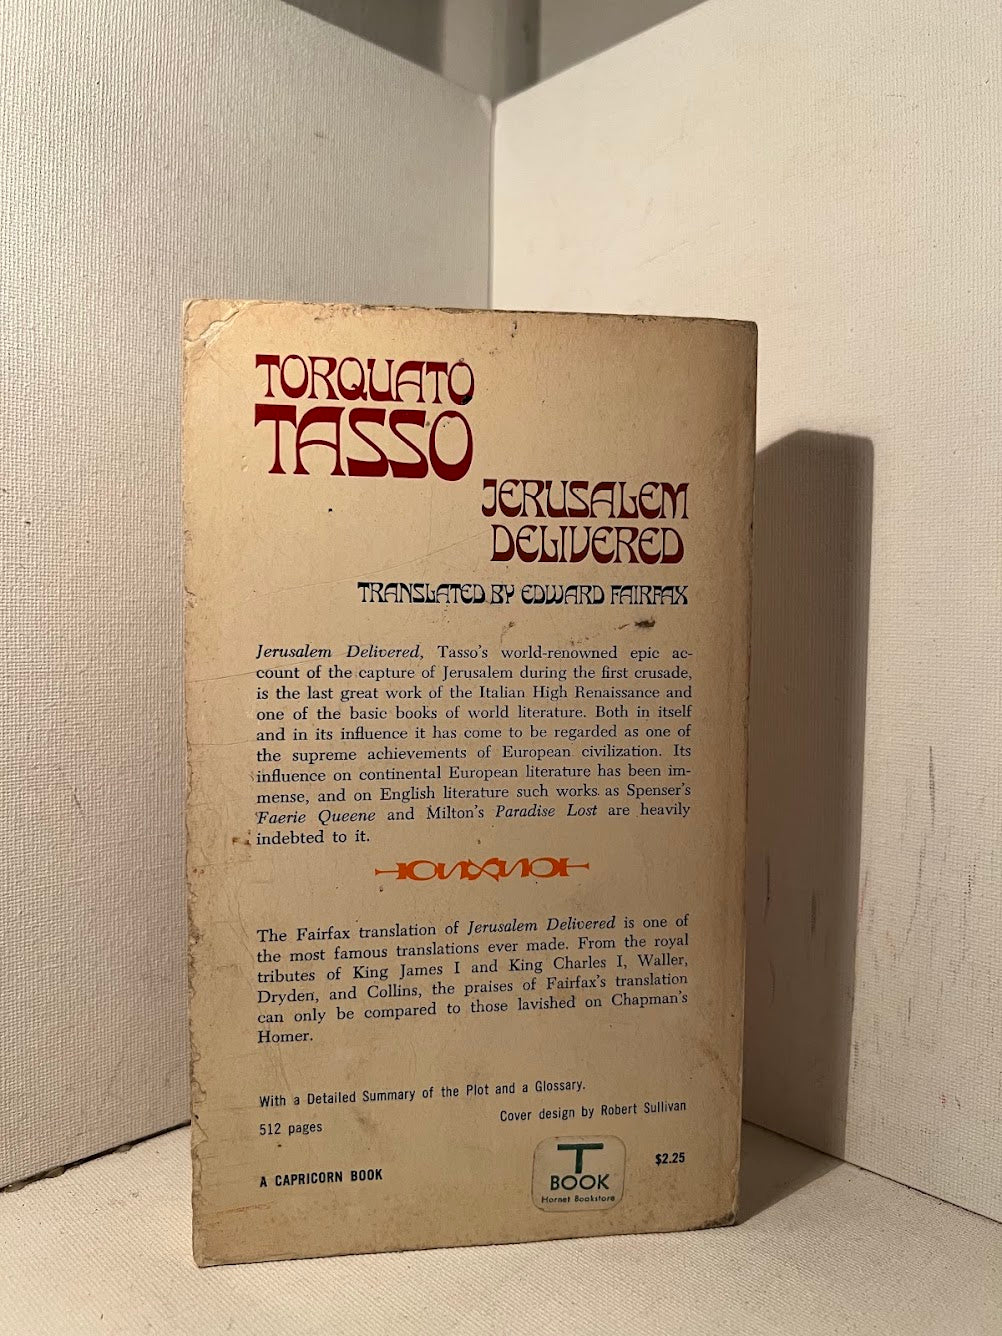 TORQUATO
TASSO
JERUSALEM
DELIVERED
TRANSLATED BY EDWARD FAIRFAX
Jerusalem Delivered, Tasso's world-renowned epic ac-
count of the capture of Jerusalem during the first crusade,
is the last great work of the Italian High Renaissance and
one of the basic books of world literature. Both in itself
and in its influence it has come to be regarded as one of
the supreme achievements of European civilization. Its
influence on continental European literature has been im-
mense, and on English literature such works as Spenser's
Faerie Queene and Milton's Paradise Lost are heavily
indebted to it.
The Fairfax translation of Jerusalem Delivered is one of
the most famous translations ever made. From the royal
tributes of King James I and King Charles I, Waller,
Dryden, and Collins, the praises of Fairfax's translation
can only be compared to those lavished on Chapman's
Homer.
With a Detailed Summary of the Plot and a Glossary.
512 pages
Cover design by Robert Sullivan
A CAPRICORN BOOK
$2.25
T
BOOK
Hornet Bookstore